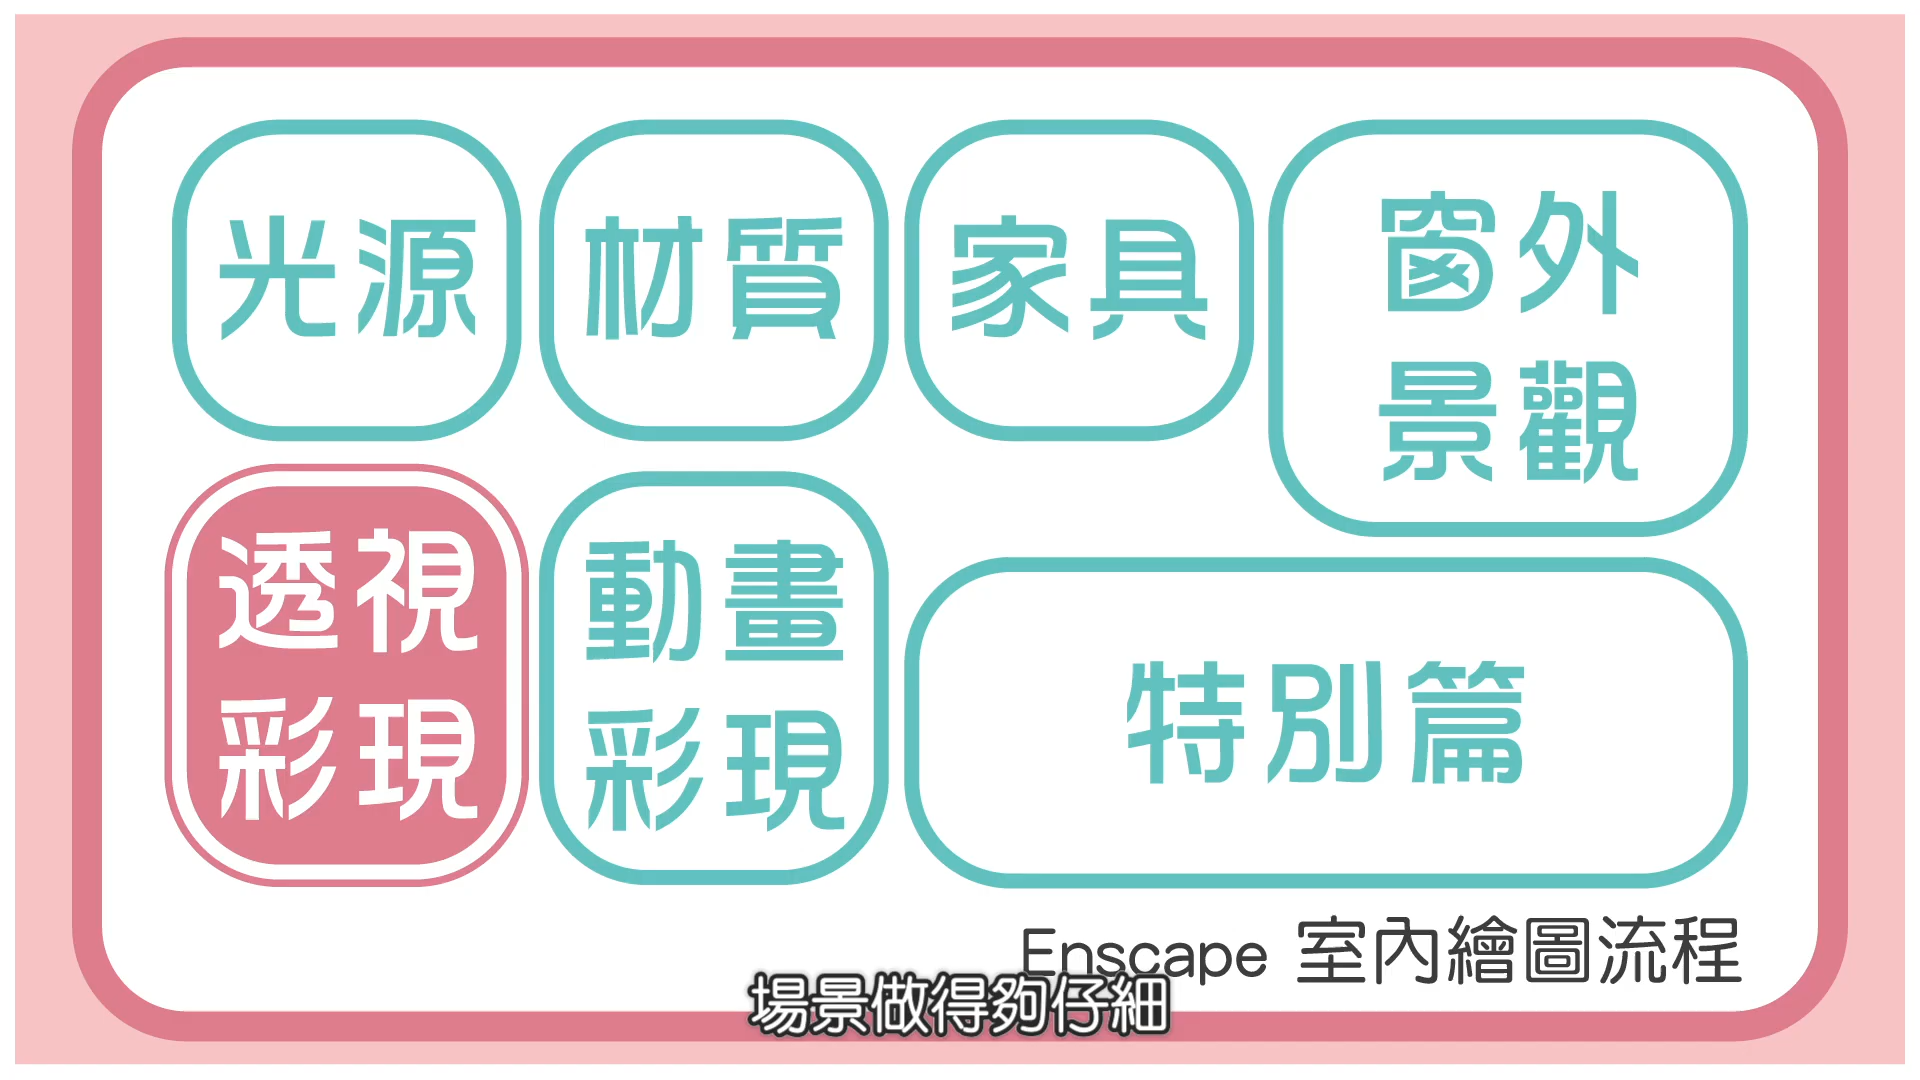 光源
材質
家具
窗外
景觀
透視
彩現
動畫
彩現
特別篇
Enscape 室內繪圖流程
場景做得夠仔細